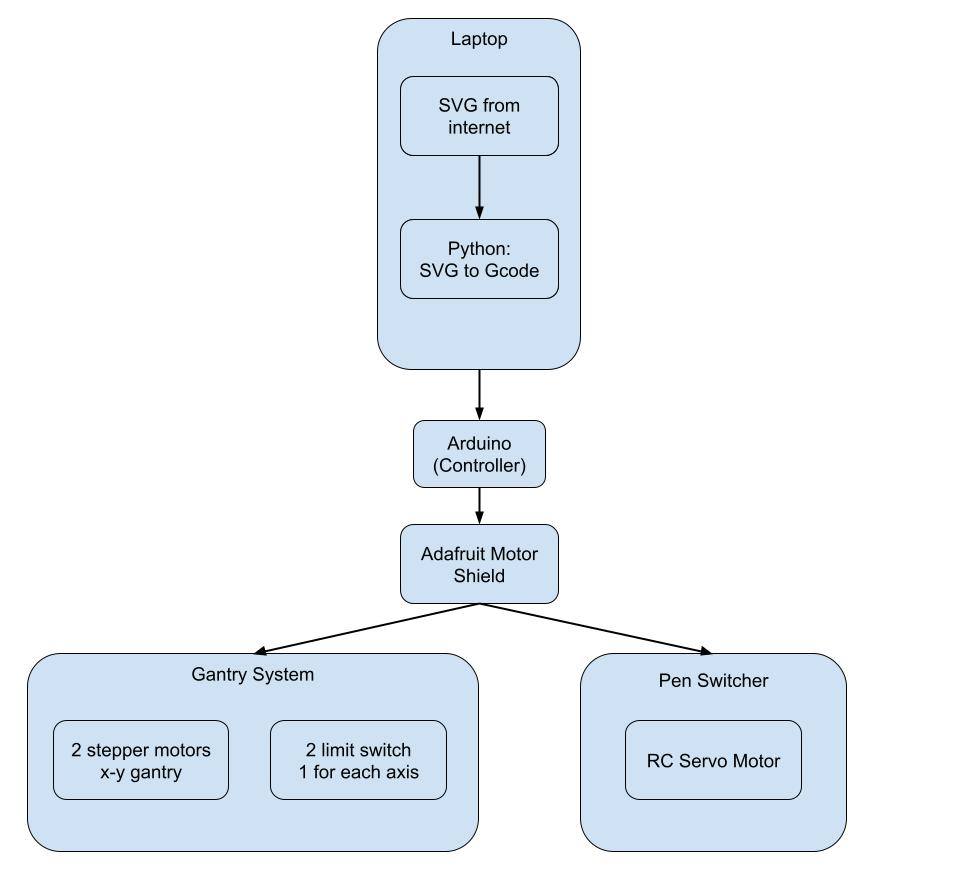 Laptop
SVG from
internet
Python:
SVG to Gcode
Arduino
(Controller)
Adafruit Motor
Shield
Gantry System
2 stepper motors
x-y gantry
2 limit switch
1 for each axis
Pen Switcher
RC Servo Motor